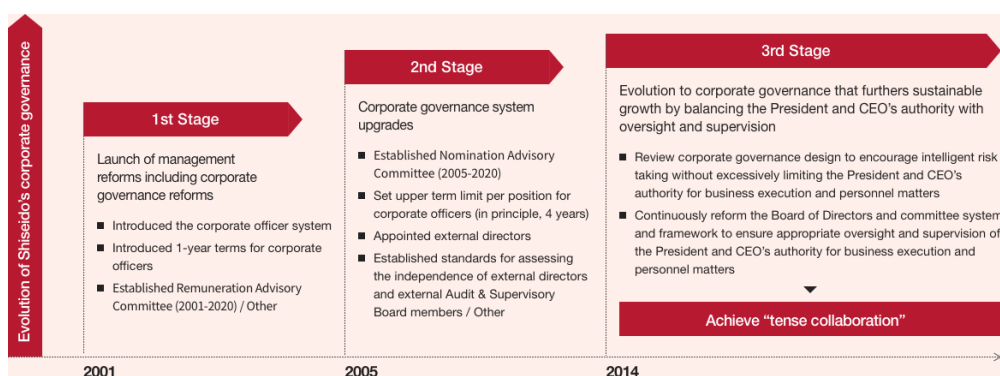 Evolution of Shiseido's corporate governance
1st Stage
Launch of management
reforms including corporate
governance reforms
■ Introduced the corporate officer system
■ Introduced 1-year terms for corporate
officers
■ Established Remuneration Advisory
Committee (2001-2020) / Other
2001
2nd Stage
Corporate governance system
upgrades
■ Established Nomination Advisory
Committee (2005-2020)
■ Set upper term limit per position for
corporate officers (in principle, 4 years)
■ Appointed external directors
■ Established standards for assessing
the independence of external directors
and external Audit & Supervisory
Board members / Other
2005
3rd Stage
Evolution to corporate governance that furthers sustainable
growth by balancing the President and CEO's authority with
oversight and supervision
■ Review corporate governance design to encourage intelligent risk
taking without excessively limiting the President and CEO's
authority for business execution and personnel matters
■ Continuously reform the Board of Directors and committee system
and framework to ensure appropriate oversight and supervision of
the President and CEO's authority for business execution and
personnel matters
Achieve “tense collaboration”
2014